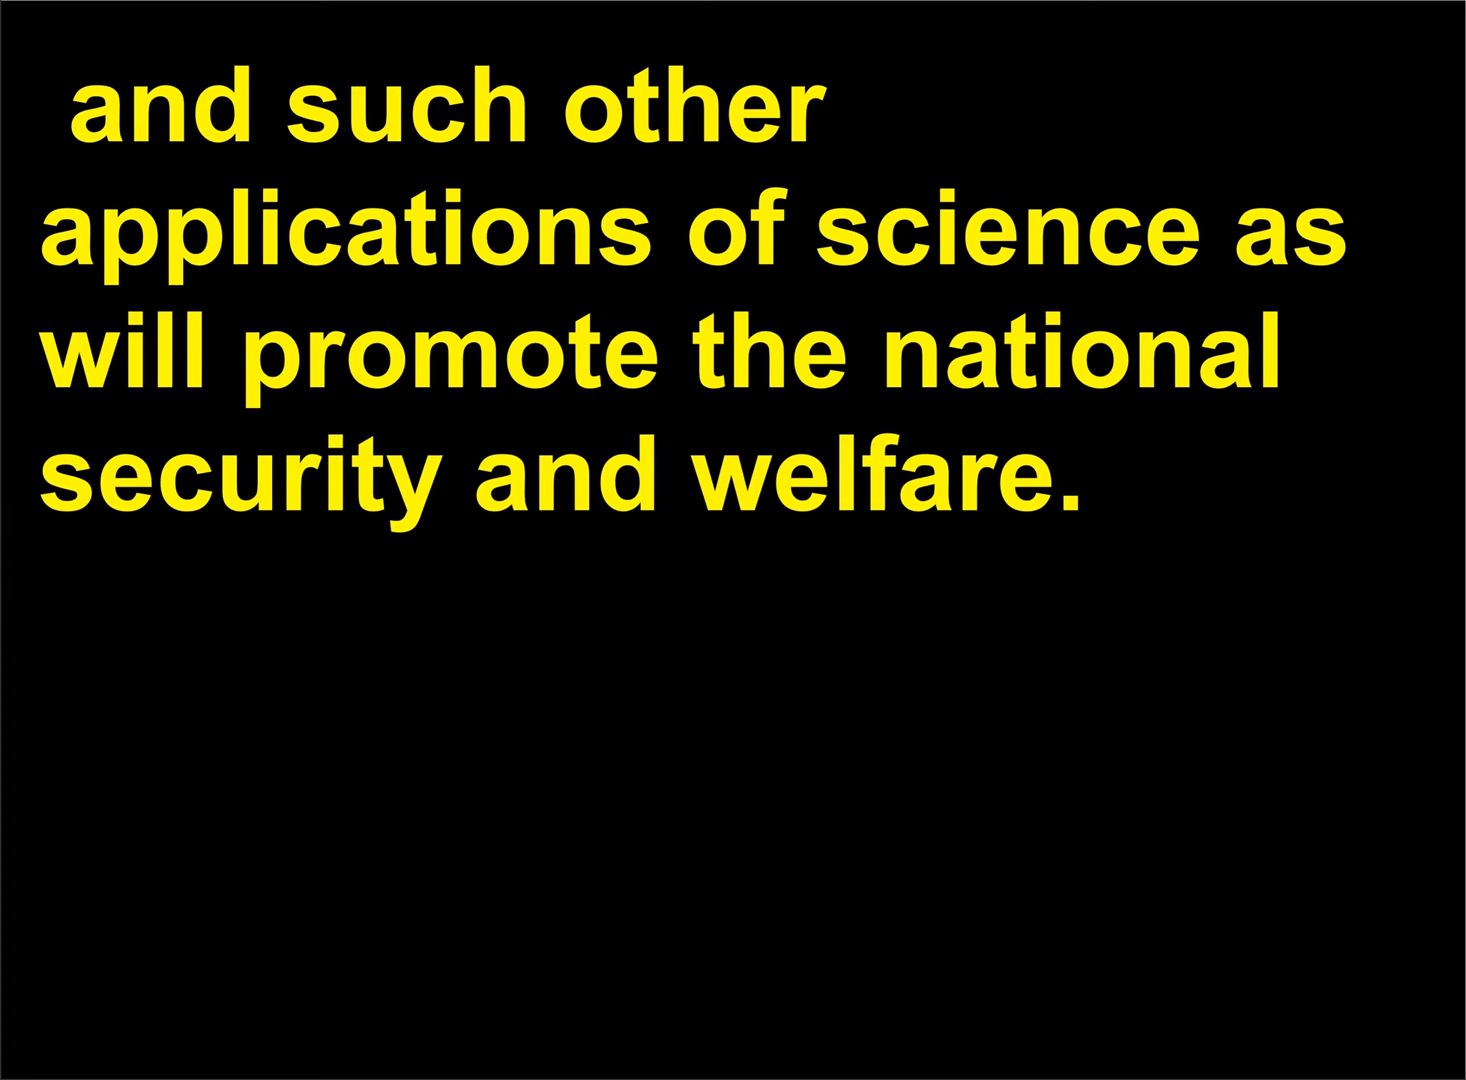 and such other
applications of science as
will promote the national
security and welfare.